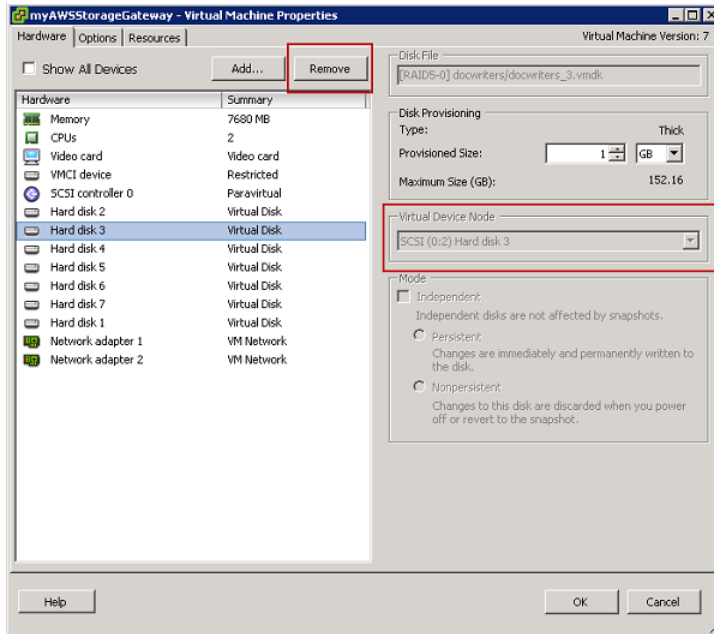 myAWSStorageGateway - Virtual Machine Properties
Hardware Options Resources
Virtual Machine Version: 7
Show All Devices
Add...
Remove
Hardware Summary
Memory 7680 MB
CPUs 2
Video card Video card
VMCI device Restricted
SCSI controller 0 Paravirtual
Hard disk 2 Virtual Disk
Hard disk 3 Virtual Disk
Hard disk 4 Virtual Disk
Hard disk 5 Virtual Disk
Hard disk 6 Virtual Disk
Hard disk 7 Virtual Disk
Hard disk 1 Virtual Disk
Network adapter 1 VM Network
Network adapter 2 VM Network
Disk File
[RAID5-0] docwriters/docwriters_3.vmdk
Disk Provisioning
Type: Thick
Provisioned Size: 1 GB
Maximum Size (GB): 152.16
Virtual Device Node
SCSI (0:2) Hard disk 3
Mode
Independent
Independent disks are not affected by snapshots.
Persistent
Changes are immediately and permanently written to
the disk.
Nonpersistent
Changes to this disk are discarded when you power
off or revert to the snapshot.
Help
OK
Cancel